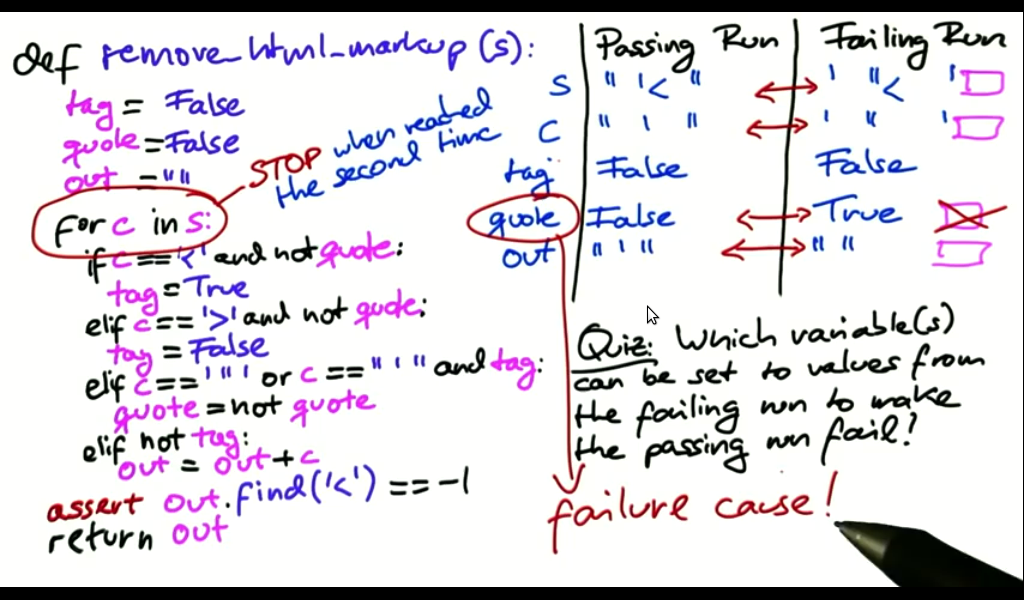 def remove_html_markup (s):
tag = False
quote = False
out = ""
STOP when reached
the second time
for c in s:
if c == '<' and not quote:
tag = True
elif c == '>' and not quote:
tag = False
elif c == '"' or c == "'" and tag:
quote = not quote
elif not tag:
out = out + c
assert out.find('<') == -1
return out
Passing Run Failing Run
s "'<" '"<'
c "'" '"'
tag False False
quote False True
out "'" ""
Quiz: Which variable(s)
can be set to values from
the failing run to make
the passing run fail?
failure cause!